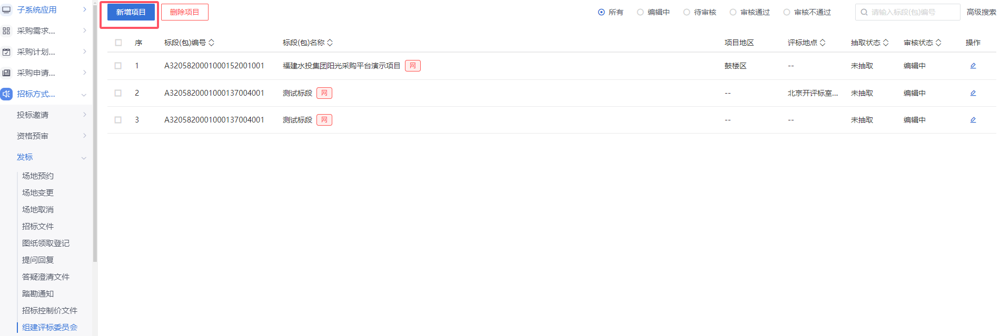 子系统应用
采购需求...
采购计划...
采购申请...
招标方式...
投标邀请
资格预审
发标
场地预约
场地变更
场地取消
招标文件
图纸领取登记
提问回复
答疑澄清文件
踏勘通知
招标控制价文件
组建评标委员会
新增项目 删除项目 所有 编辑中 待审核 审核通过 审核不通过 请输入标段(包)编号 高级搜索
序 标段(包)编号 标段(包)名称 项目地区 评标地点 抽取状态 审核状态 操作
1 A3205820001000152001001 福建水投集团阳光采购平台演示项目 网 鼓楼区 -- 未抽取 编辑中
2 A3205820001000137004001 测试标段 网 -- 北京开评标室... 未抽取 编辑中
3 A3205820001000137004001 测试标段 网 -- -- 未抽取 编辑中